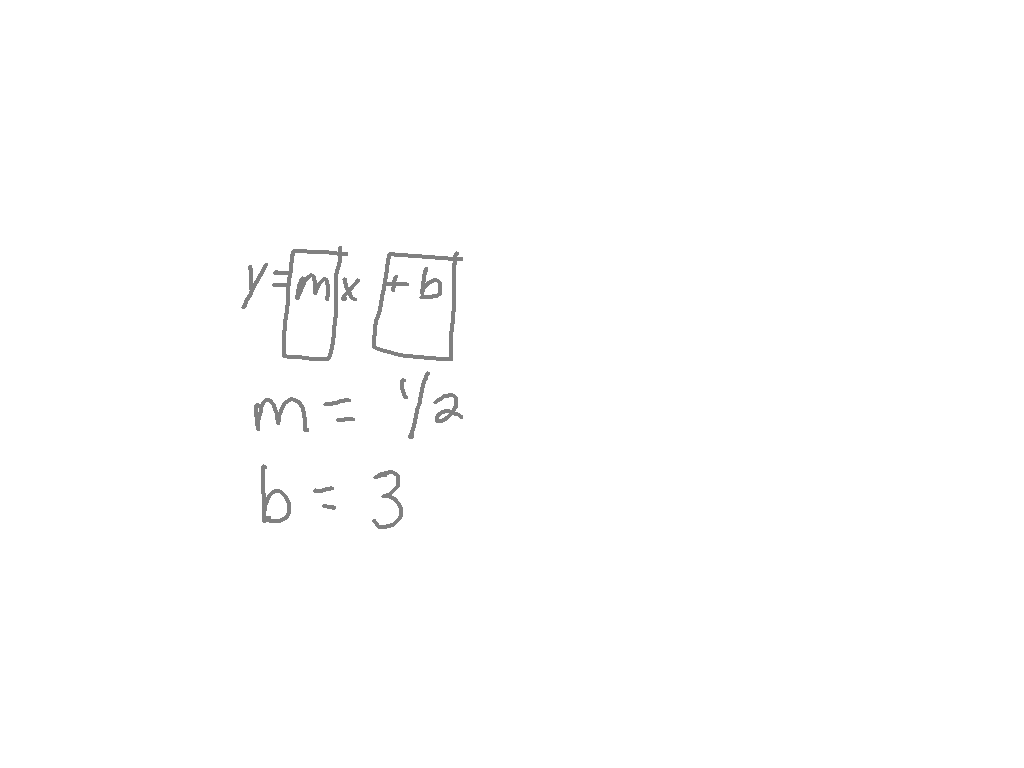 y=mx +b
m= 1/2
b= 3